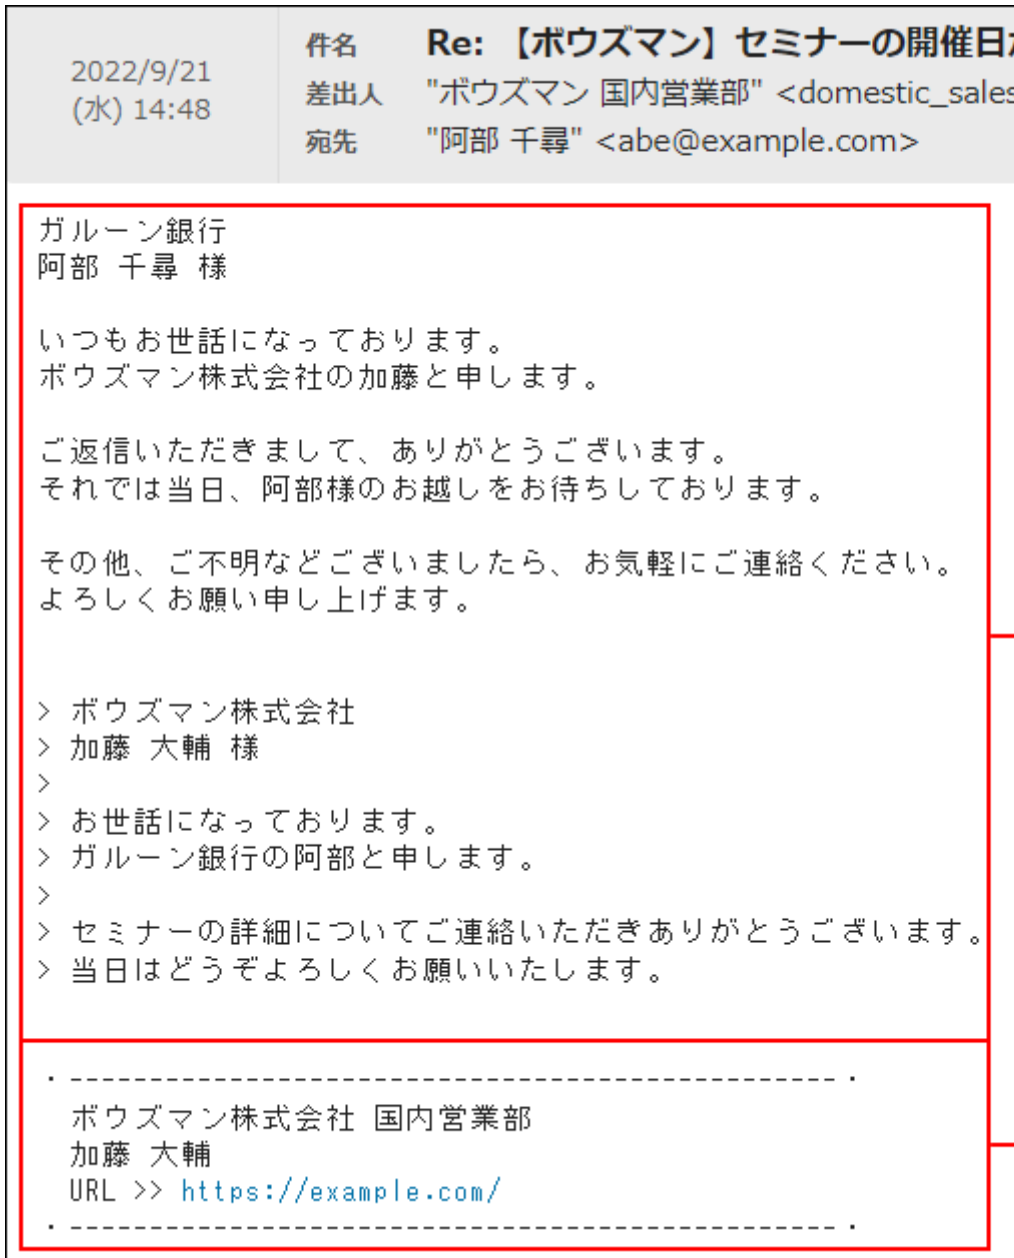 2022/9/21
(水) 14:48
件名 Re: 【ボウズマン】セミナーの開催日
差出人 "ボウズマン 国内営業部" <domestic_sales
宛先 "阿部 千尋" <abe@example.com>
ガルーン銀行
阿部 千尋 様
いつもお世話になっております。
ボウズマン株式会社の加藤と申します。
ご返信いただきまして、ありがとうございます。
それでは当日、阿部様のお越しをお待ちしております。
その他、ご不明などございましたら、お気軽にご連絡ください。
よろしくお願い申し上げます。
> ボウズマン株式会社
> 加藤 大輔 様
>
> お世話になっております。
> ガルーン銀行の阿部と申します。
>
> セミナーの詳細についてご連絡いただきありがとうございます。
> 当日はどうぞよろしくお願いいたします。
・------------------------------------------------・
ボウズマン株式会社 国内営業部
加藤 大輔
URL >> https://example.com/
・------------------------------------------------・